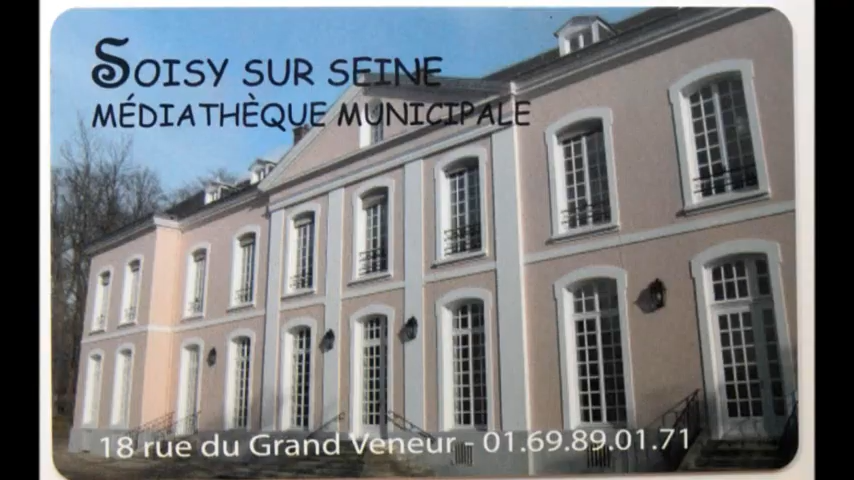 SOISY SUR SEINE
MÉDIATHÈQUE MUNICIPALE
18 rue du Grand Veneur - 01.69.89.01.71